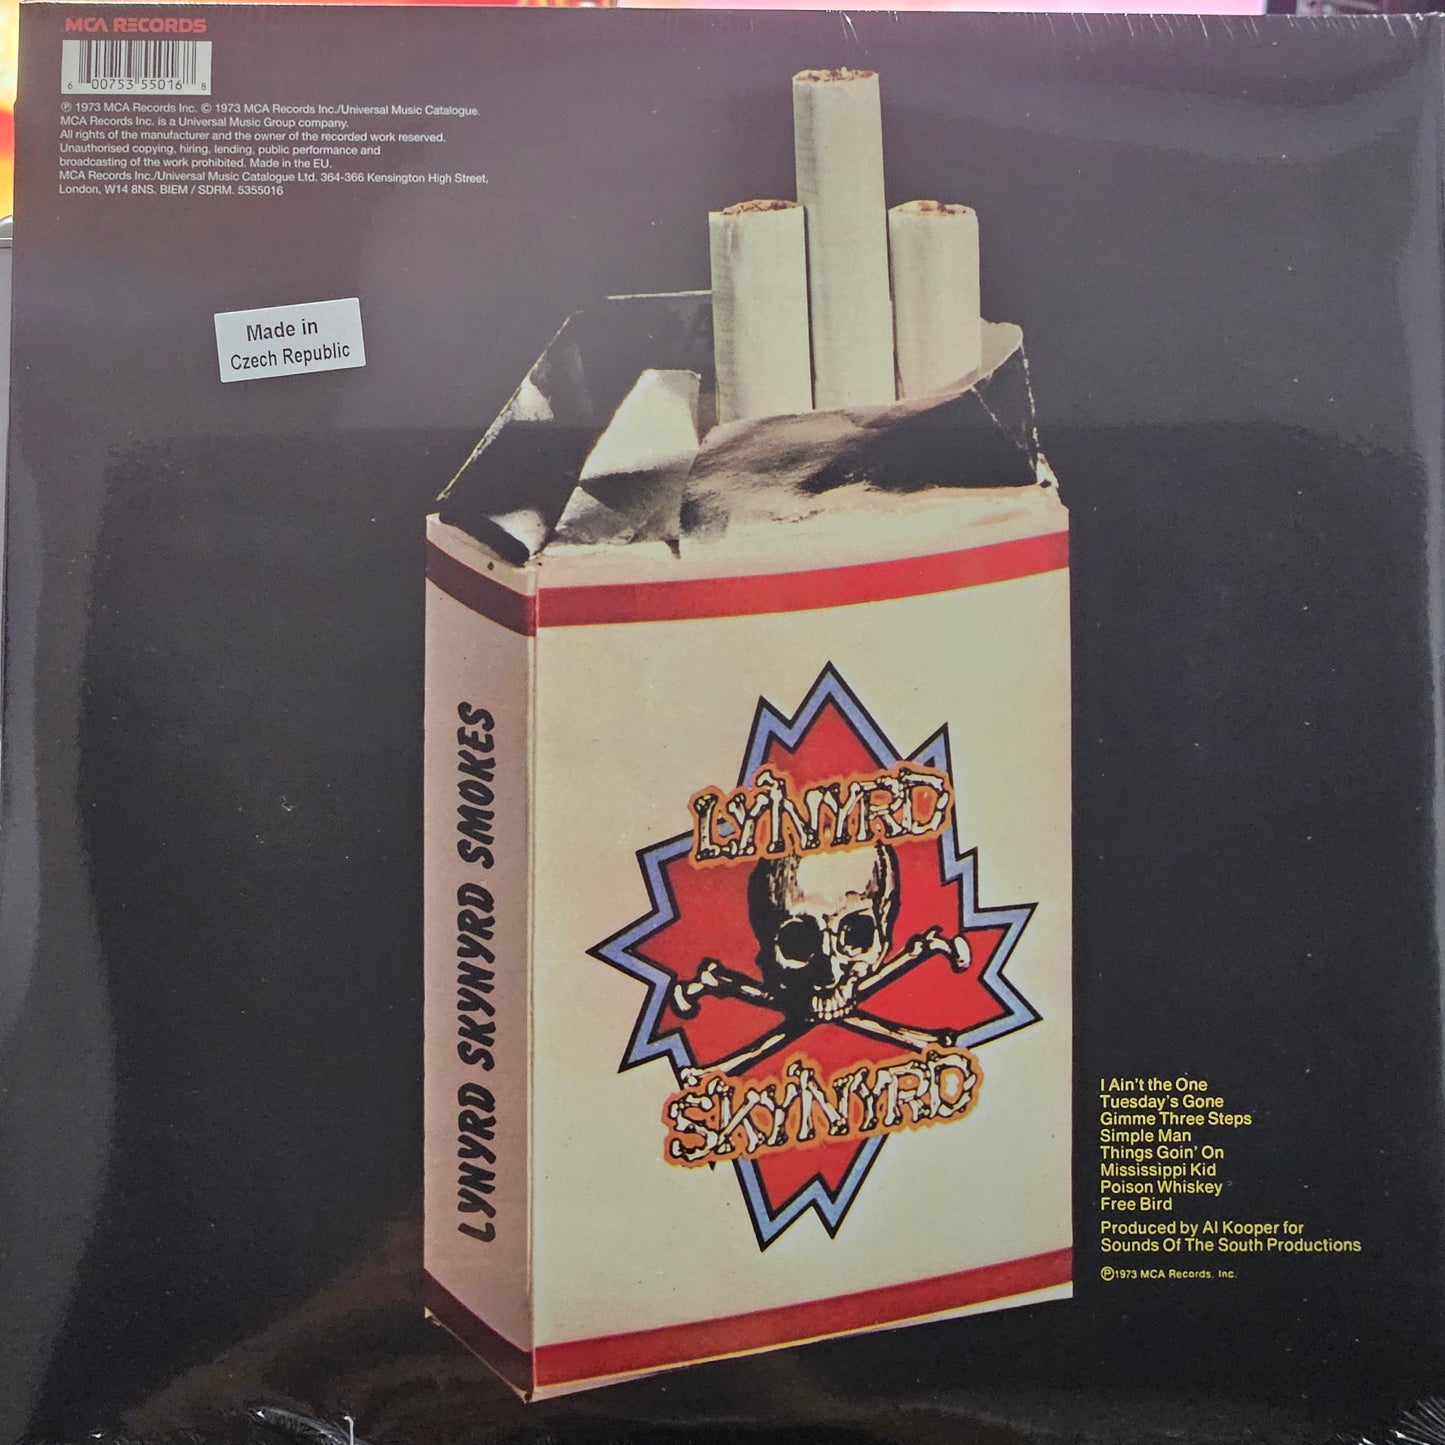 MCA RECORDS
6 00753 55016 8
℗ 1973 MCA Records Inc. © 1973 MCA Records Inc./Universal Music Catalogue.
MCA Records Inc. is a Universal Music Group company.
All rights of the manufacturer and the owner of the recorded work reserved.
Unauthorised copying, hiring, lending, public performance and
broadcasting of the work prohibited. Made in the EU.
MCA Records Inc./Universal Music Catalogue Ltd. 364-366 Kensington High Street,
London, W14 8NS. BIEM / SDRM. 5355016
Made in
Czech Republic
LYNYRD SKYNYRD SMOKES
LYNYRD
SKYNYRD
I Ain't the One
Tuesday's Gone
Gimme Three Steps
Simple Man
Things Goin' On
Mississippi Kid
Poison Whiskey
Free Bird
Produced by Al Kooper for
Sounds Of The South Productions
℗1973 MCA Records, Inc.